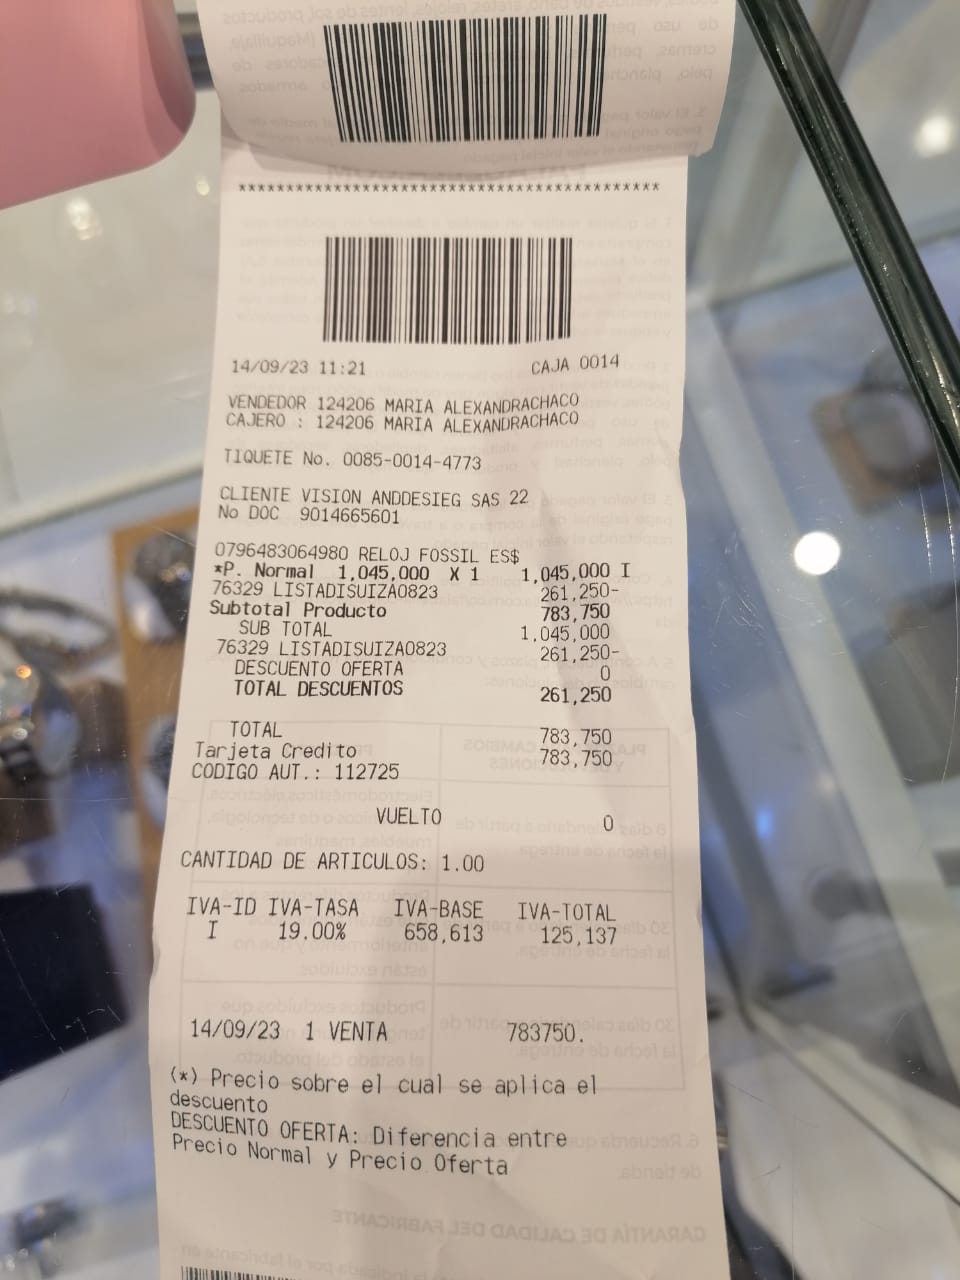 ******************************************
14/09/23 11:21 CAJA 0014
VENDEDOR 124206 MARIA ALEXANDRACHACO
CAJERO : 124206 MARIA ALEXANDRACHACO
TIQUETE No. 0085-0014-4773
CLIENTE VISION ANDDESIEG SAS 22
No DOC 9014665601
0796483064980 RELOJ FOSSIL ES$
*P. Normal 1,045,000 X 1 1,045,000 I
76329 LISTADISUIZA0823 261,250-
Subtotal Producto 783,750
SUB TOTAL 1,045,000
76329 LISTADISUIZA0823 261,250-
DESCUENTO OFERTA 0
TOTAL DESCUENTOS 261,250
TOTAL 783,750
Tarjeta Credito 783,750
CODIGO AUT.: 112725
VUELTO 0
CANTIDAD DE ARTICULOS: 1.00
IVA-ID IVA-TASA IVA-BASE IVA-TOTAL
I 19.00% 658,613 125,137
14/09/23 1 VENTA 783750.
(*) Precio sobre el cual se aplica el
descuento
DESCUENTO OFERTA: Diferencia entre
Precio Normal y Precio Oferta